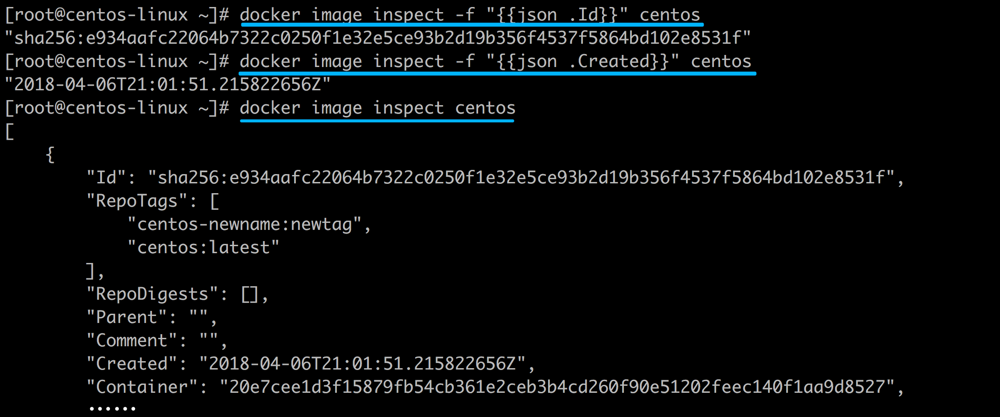 [root@centos-linux ~]# docker image inspect -f "{{json .Id}}" centos
"sha256:e934aafc22064b7322c0250f1e32e5ce93b2d19b356f4537f5864bd102e8531f"
[root@centos-linux ~]# docker image inspect -f "{{json .Created}}" centos
"2018-04-06T21:01:51.215822656Z"
[root@centos-linux ~]# docker image inspect centos
[
    {
        "Id": "sha256:e934aafc22064b7322c0250f1e32e5ce93b2d19b356f4537f5864bd102e8531f",
        "RepoTags": [
            "centos-newname:newtag",
            "centos:latest"
        ],
        "RepoDigests": [],
        "Parent": "",
        "Comment": "",
        "Created": "2018-04-06T21:01:51.215822656Z",
        "Container": "20e7cee1d3f15879fb54cb361e2ceb3b4cd260f90e51202feec140f1aa9d8527",
        ......